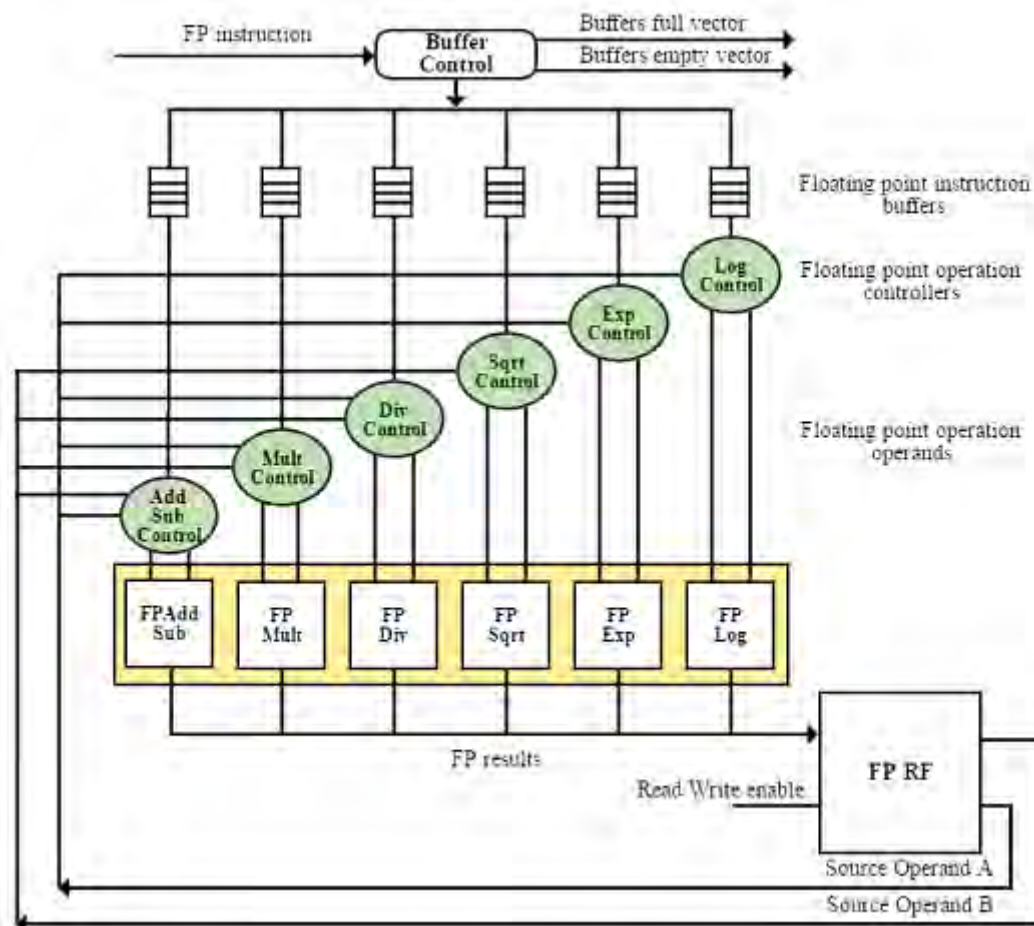 FP instruction
Buffer
Control
Buffers full vector
Buffers empty vector
Floating point instruction
buffers
Log
Control
Floating point operation
controllers
Exp
Control
Sqrt
Control
Div
Control
Floating point operation
operands
Mult
Control
Add
Sub
Control
FPAdd
Sub
FP
Mult
FP
Div
FP
Sqrt
FP
Exp
FP
Log
FP results
FP RF
Read Write enable
Source Operand A
Source Operand B